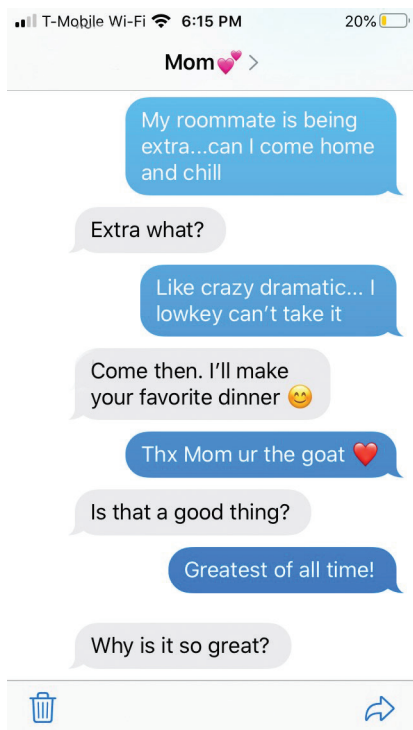 T-Mobile Wi-Fi 6:15 PM 20%
Mom💕 >
My roommate is being
extra...can I come home
and chill
Extra what?
Like crazy dramatic... I
lowkey can’t take it
Come then. I’ll make
your favorite dinner 😊
Thx Mom ur the goat ❤️
Is that a good thing?
Greatest of all time!
Why is it so great?